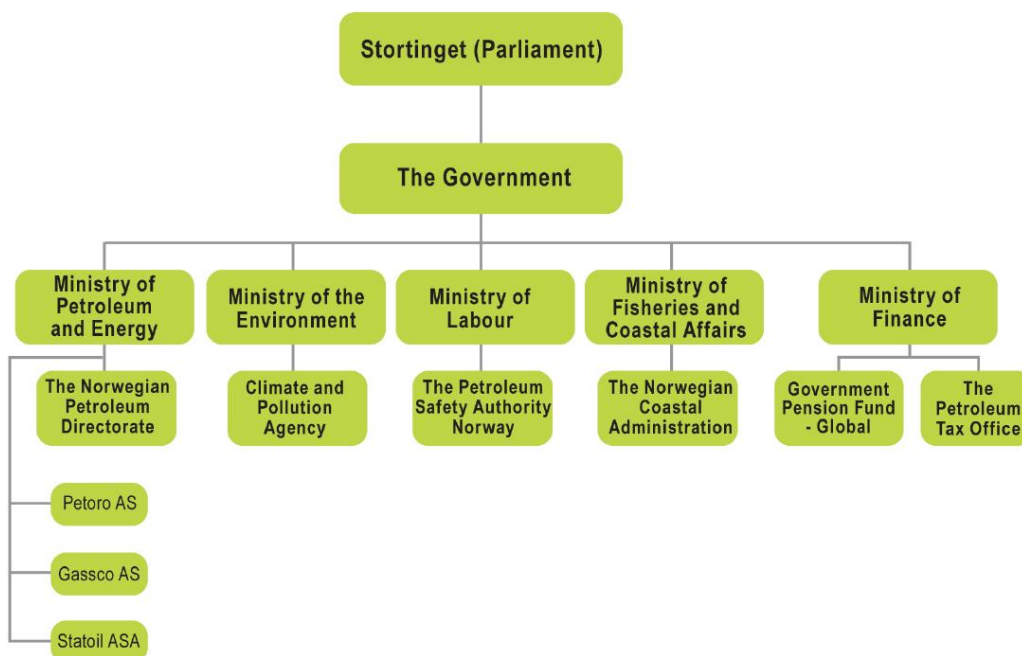 Stortinget (Parliament)
The Government
Ministry of
Petroleum
and Energy
Ministry of the
Environment
Ministry of
Labour
Ministry of
Fisheries and
Coastal Affairs
Ministry of
Finance
The Norwegian
Petroleum
Directorate
Climate and
Pollution
Agency
The Petroleum
Safety Authority
Norway
The Norwegian
Coastal
Administration
Government
Pension Fund
- Global
The
Petroleum
Tax Office
Petoro AS
Gassco AS
Statoil ASA